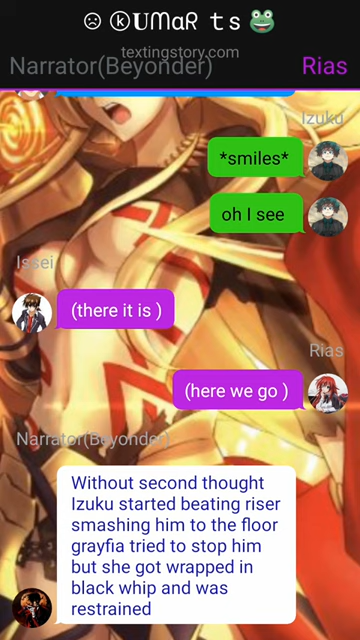 ☹ ⓚ𝐔ᗰᗩᖇ ｔｓ 🐸
textingstory.com
Narrator(Beyonder)
Rias
Izuku
*smiles*
oh I see
Issei
(there it is )
Rias
(here we go )
Narrator(Beyonder)
Without second thought
Izuku started beating riser
smashing him to the floor
grayfia tried to stop him
but she got wrapped in
black whip and was
restrained